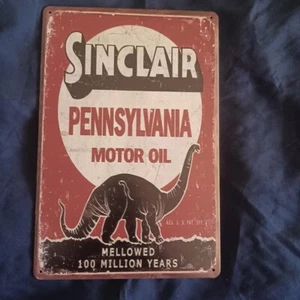 SINCLAIR
PENNSYLVANIA
MOTOR OIL
MELLOWED
100 MILLION YEARS